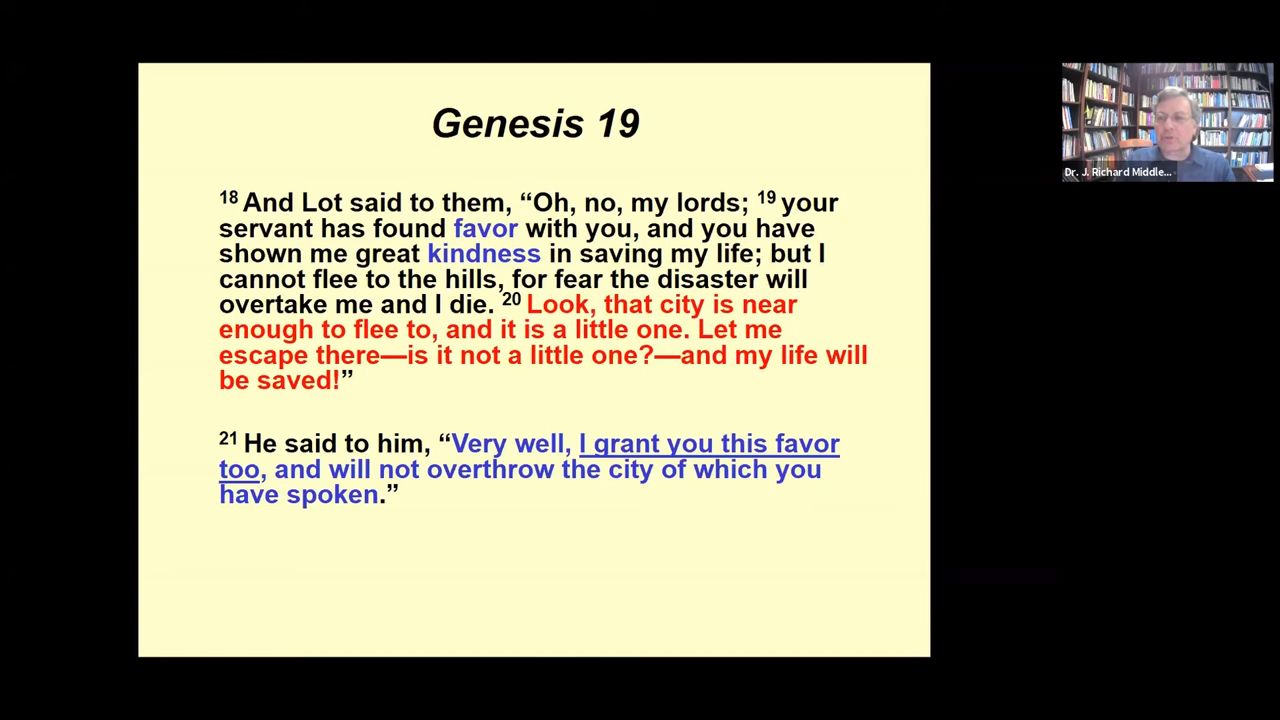 Genesis 19
18 And Lot said to them, “Oh, no, my lords; 19 your
servant has found favor with you, and you have
shown me great kindness in saving my life; but I
cannot flee to the hills, for fear the disaster will
overtake me and I die. 20 Look, that city is near
enough to flee to, and it is a little one. Let me
escape there—is it not a little one?—and my life will
be saved!”
21 He said to him, “Very well, I grant you this favor
too, and will not overthrow the city of which you
have spoken.”
Dr. J. Richard Middle...